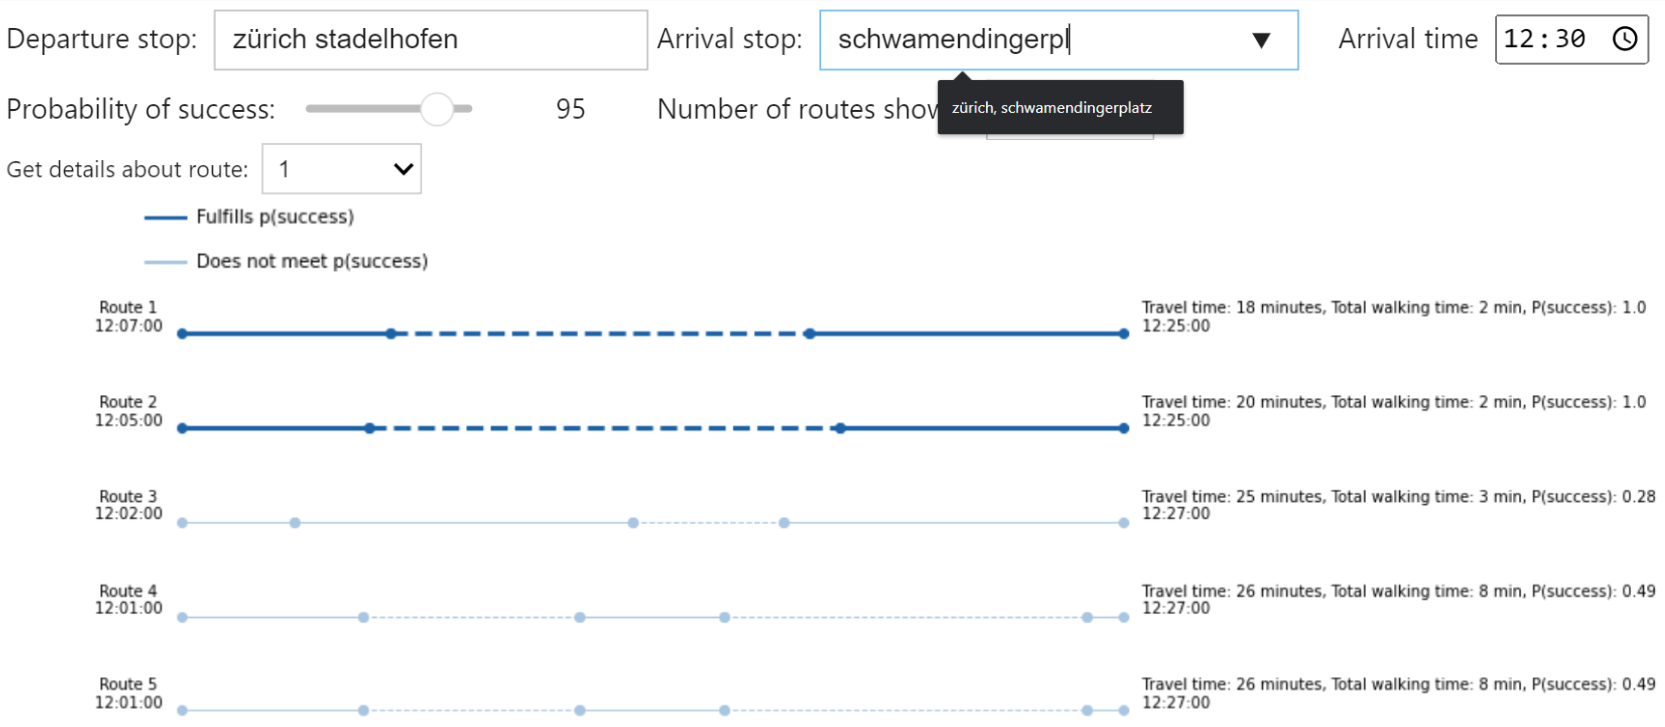 Departure stop: zürich stadelhofen Arrival stop: schwamendingerpl ▼ Arrival time 12:30
Probability of success: 95 Number of routes show
zürich, schwamendingerplatz
Get details about route: 1
Fulfills p(success)
Does not meet p(success)
Route 1 Travel time: 18 minutes, Total walking time: 2 min, P(success): 1.0
12:07:00 12:25:00
Route 2 Travel time: 20 minutes, Total walking time: 2 min, P(success): 1.0
12:05:00 12:25:00
Route 3 Travel time: 25 minutes, Total walking time: 3 min, P(success): 0.28
12:02:00 12:27:00
Route 4 Travel time: 26 minutes, Total walking time: 8 min, P(success): 0.49
12:01:00 12:27:00
Route 5 Travel time: 26 minutes, Total walking time: 8 min, P(success): 0.49
12:01:00 12:27:00